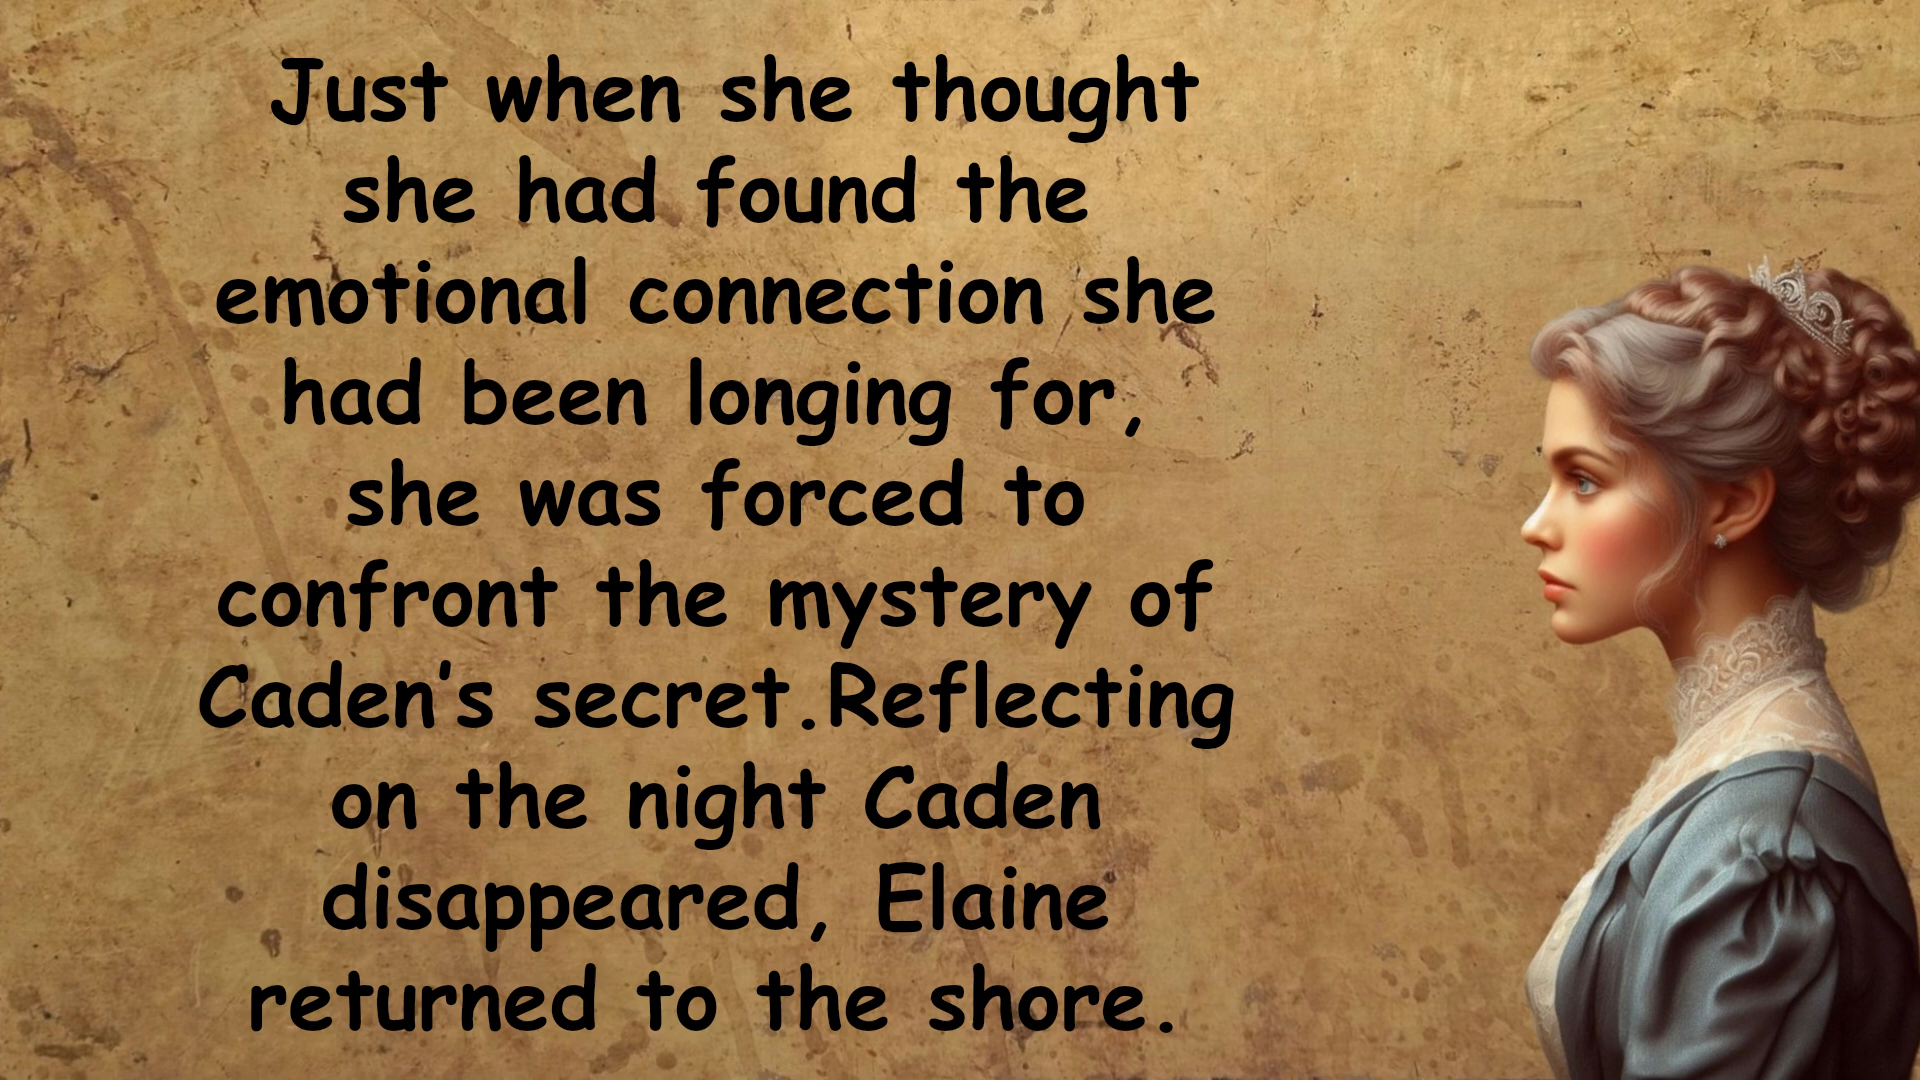 Just when she thought
she had found the
emotional connection she
had been longing for,
she was forced to
confront the mystery of
Caden's secret.Reflecting
on the night Caden
disappeared, Elaine
returned to the shore.